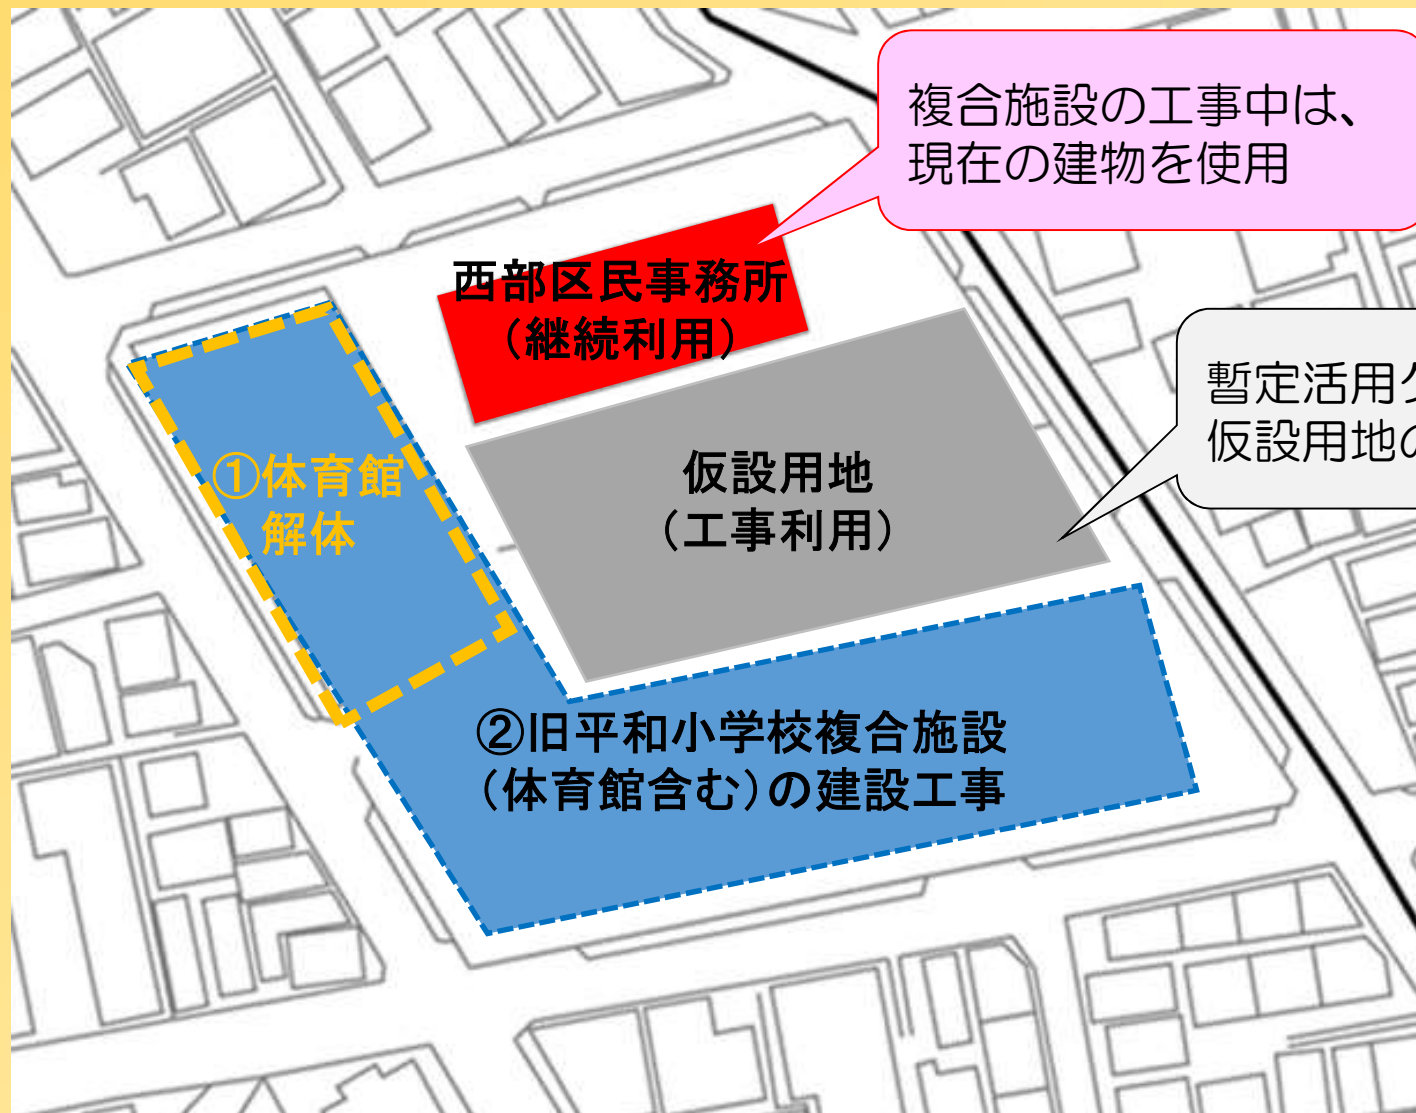 複合施設の工事中は、
現在の建物を使用
西部区民事務所
（継続利用）
暫定活用
仮設用地の
①体育館
解体
仮設用地
（工事利用）
②旧平和小学校複合施設
（体育館含む）の建設工事